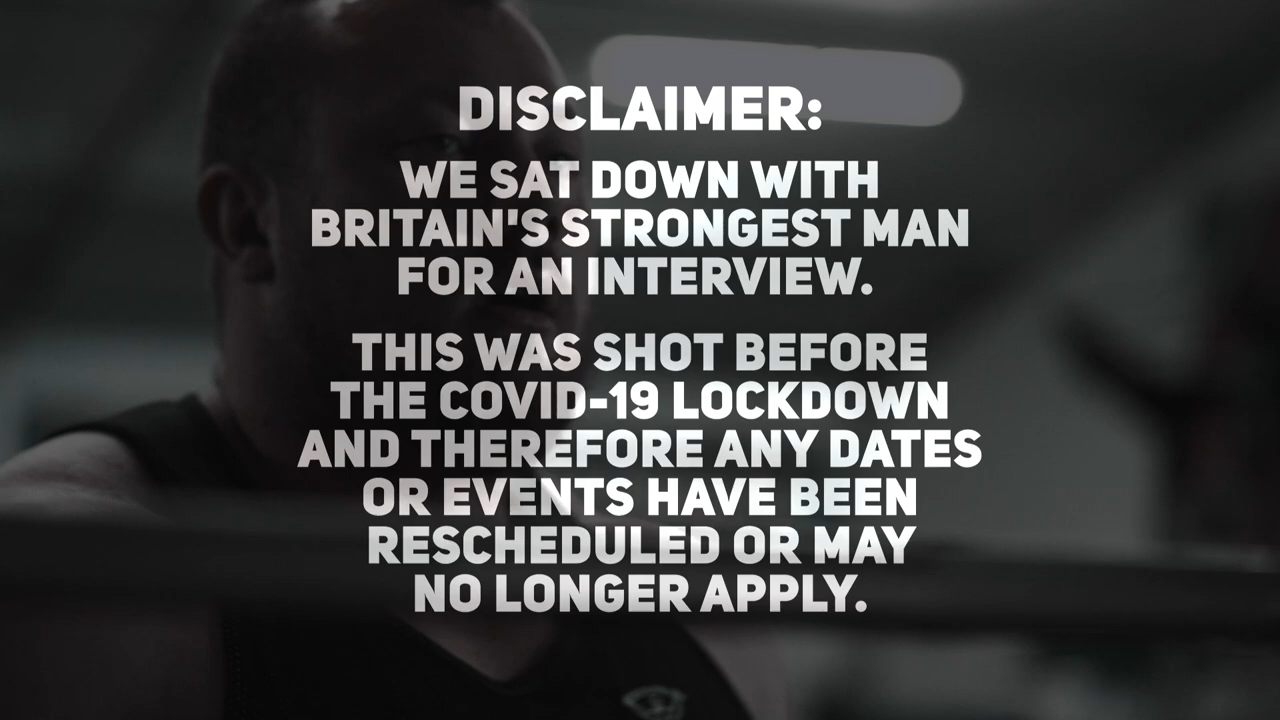 DISCLAIMER:
WE SAT DOWN WITH
BRITAIN'S STRONGEST MAN
FOR AN INTERVIEW.
THIS WAS SHOT BEFORE
THE COVID-19 LOCKDOWN
AND THEREFORE ANY DATES
OR EVENTS HAVE BEEN
RESCHEDULED OR MAY
NO LONGER APPLY.